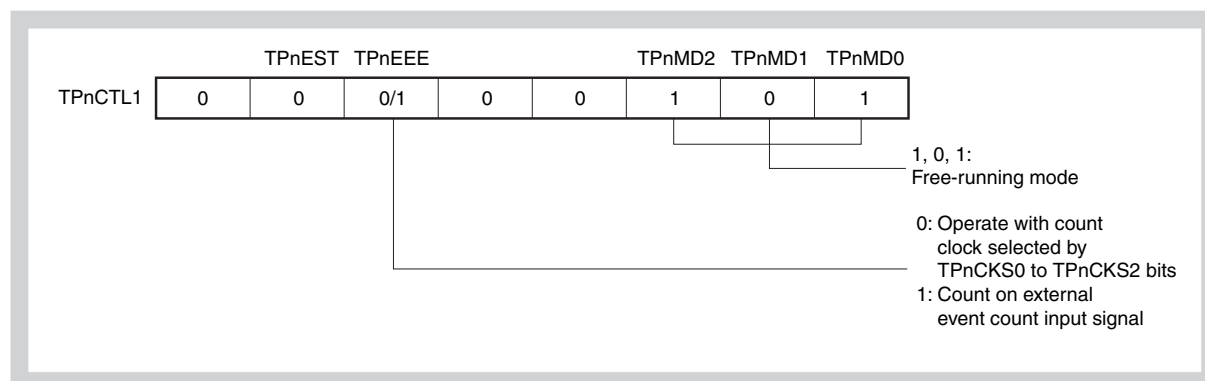 TPnEST TPnEEE TPnMD2 TPnMD1 TPnMD0
TPnCTL1 0 0 0/1 0 0 1 0 1
1, 0, 1:
Free-running mode
0: Operate with count
clock selected by
TPnCKS0 to TPnCKS2 bits
1: Count on external
event count input signal